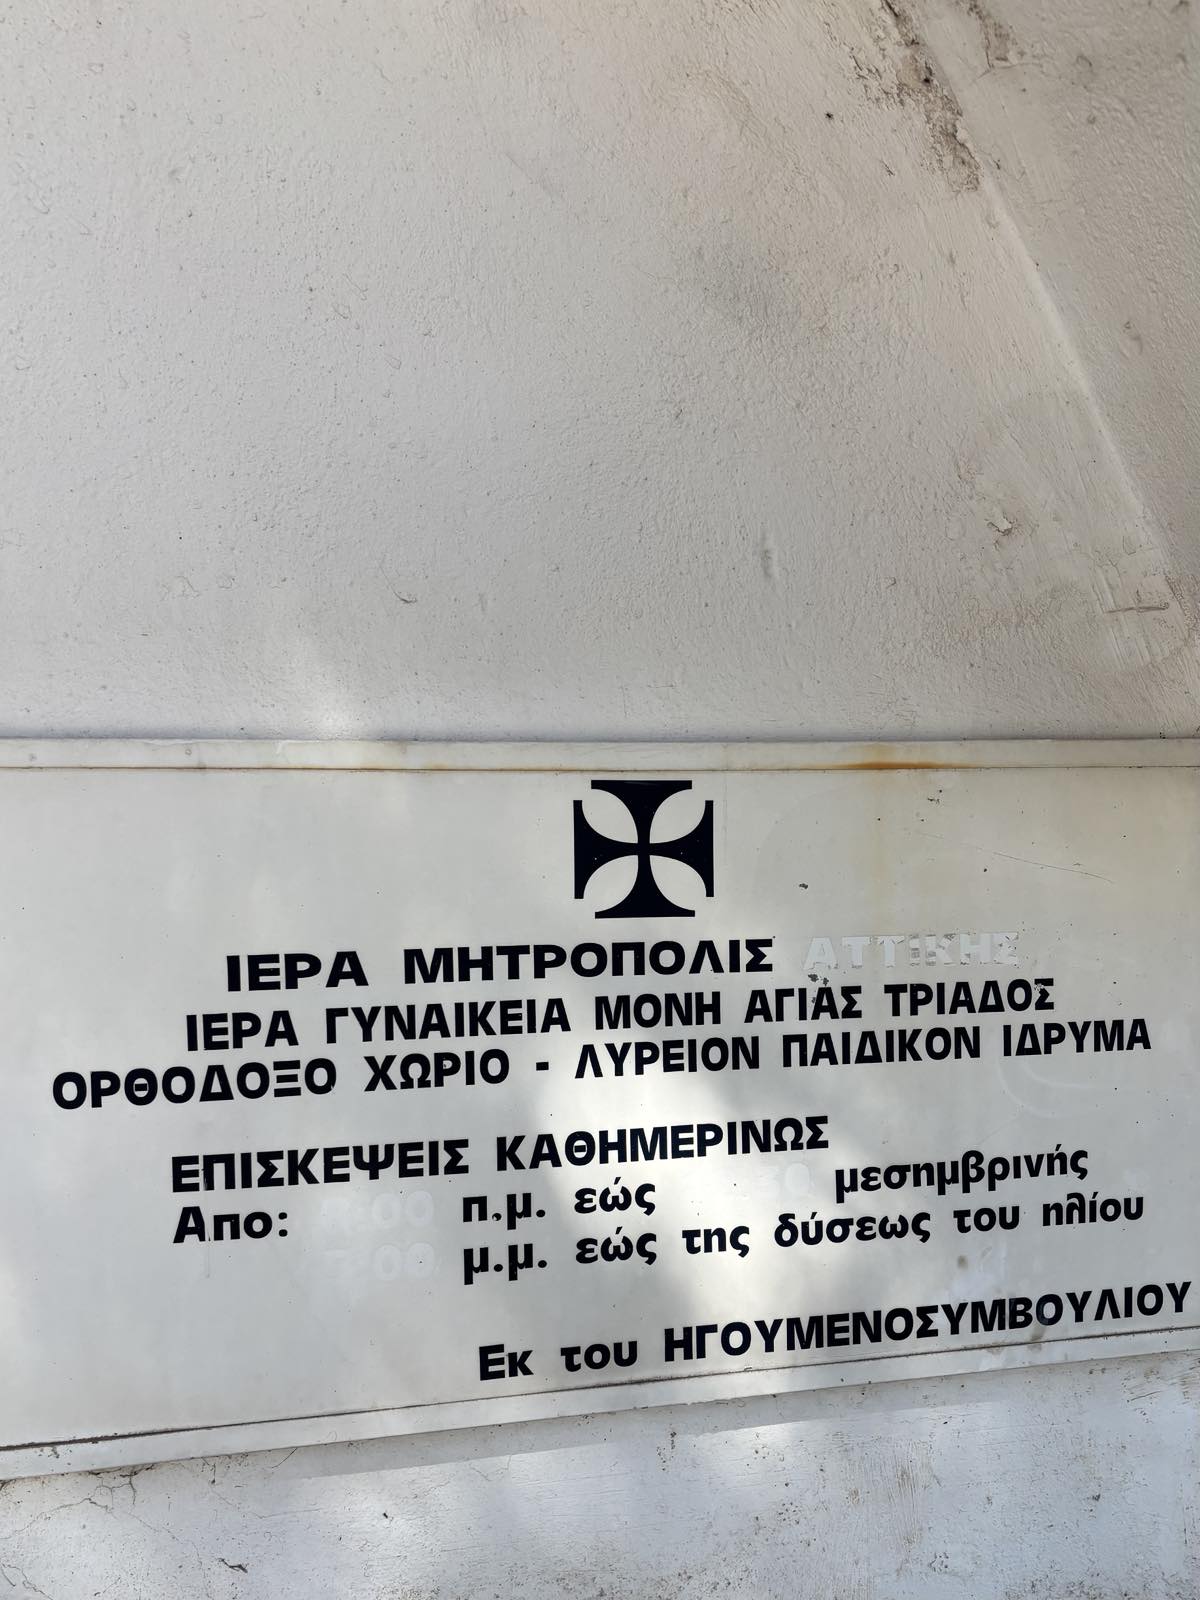 ΙΕΡΑ ΜΗΤΡΟΠΟΛΙΣ ΑΤΤΙΚΗΣ
ΙΕΡΑ ΓΥΝΑΙΚΕΙΑ ΜΟΝΗ ΑΓΙΑΣ ΤΡΙΑΔΟΣ
ΟΡΘΟΔΟΞΟ ΧΩΡΙΟ - ΛΥΡΕΙΟΝ ΠΑΙΔΙΚΟΝ ΙΔΡΥΜΑ
ΕΠΙΣΚΕΨΕΙΣ ΚΑΘΗΜΕΡΙΝΩΣ
Απο: π.μ. εώς μεσημβρινής
μ.μ. εώς της δύσεως του ηλίου
Εκ του ΗΓΟΥΜΕΝΟΣΥΜΒΟΥΛΙΟΥ